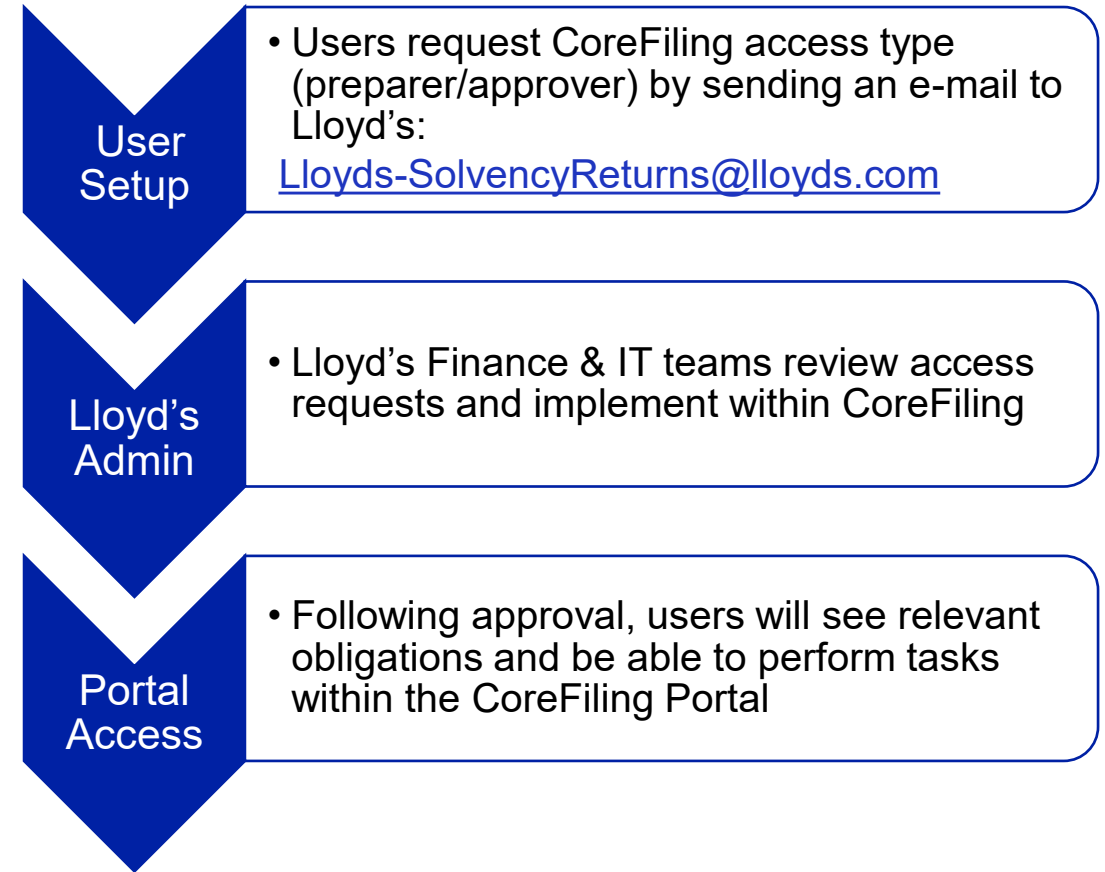 User
Setup
• Users request CoreFiling access type
(preparer/approver) by sending an e-mail to
Lloyd’s:
Lloyds-SolvencyReturns@lloyds.com
Lloyd’s
Admin
• Lloyd’s Finance & IT teams review access
requests and implement within CoreFiling
Portal
Access
• Following approval, users will see relevant
obligations and be able to perform tasks
within the CoreFiling Portal